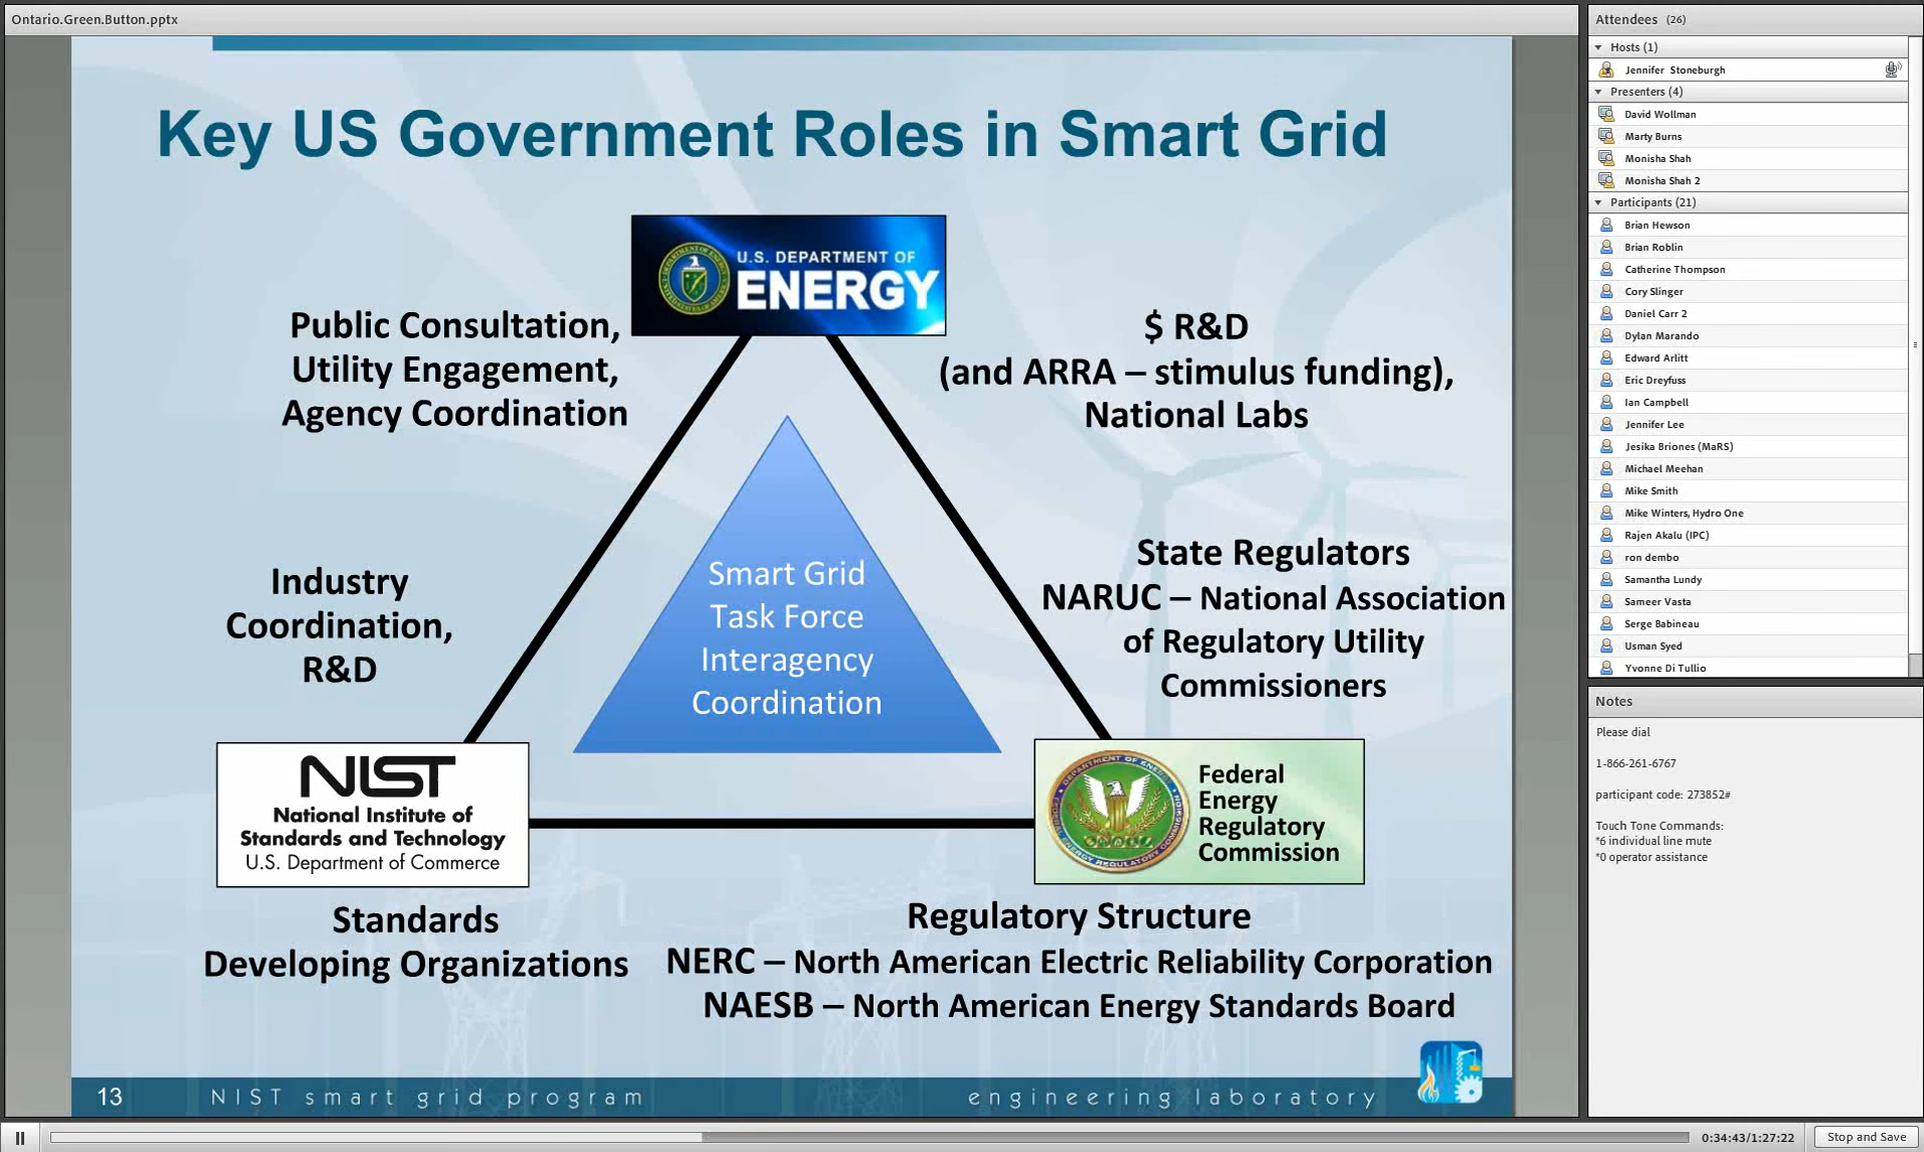 Ontario.Green.Button.pptx
Key US Government Roles in Smart Grid
U.S. DEPARTMENT OF
ENERGY
Public Consultation,
Utility Engagement,
Agency Coordination
$ R&D
(and ARRA – stimulus funding),
National Labs
Smart Grid
Task Force
Interagency
Coordination
Industry
Coordination,
R&D
State Regulators
NARUC – National Association
of Regulatory Utility
Commissioners
NIST
National Institute of
Standards and Technology
U.S. Department of Commerce
Federal
Energy
Regulatory
Commission
Standards
Developing Organizations
Regulatory Structure
NERC – North American Electric Reliability Corporation
NAESB – North American Energy Standards Board
13
NIST smart grid program
engineering laboratory
Attendees (26)
Hosts (1)
Jennifer Stoneburgh
Presenters (4)
David Wollman
Marty Burns
Monisha Shah
Monisha Shah 2
Participants (21)
Brian Hewson
Brian Roblin
Catherine Thompson
Cory Slinger
Daniel Carr 2
Dylan Marando
Edward Arlitt
Eric Dreyfuss
Ian Campbell
Jennifer Lee
Jesika Briones (MaRS)
Michael Meehan
Mike Smith
Mike Winters, Hydro One
Rajen Akalu (IPC)
ron dembo
Samantha Lundy
Sameer Vasta
Serge Babineau
Usman Syed
Yvonne Di Tullio
Notes
Please dial
1-866-261-6767
participant code: 273852#
Touch Tone Commands:
*6 individual line mute
*0 operator assistance
0:34:43/1:27:22
Stop and Save